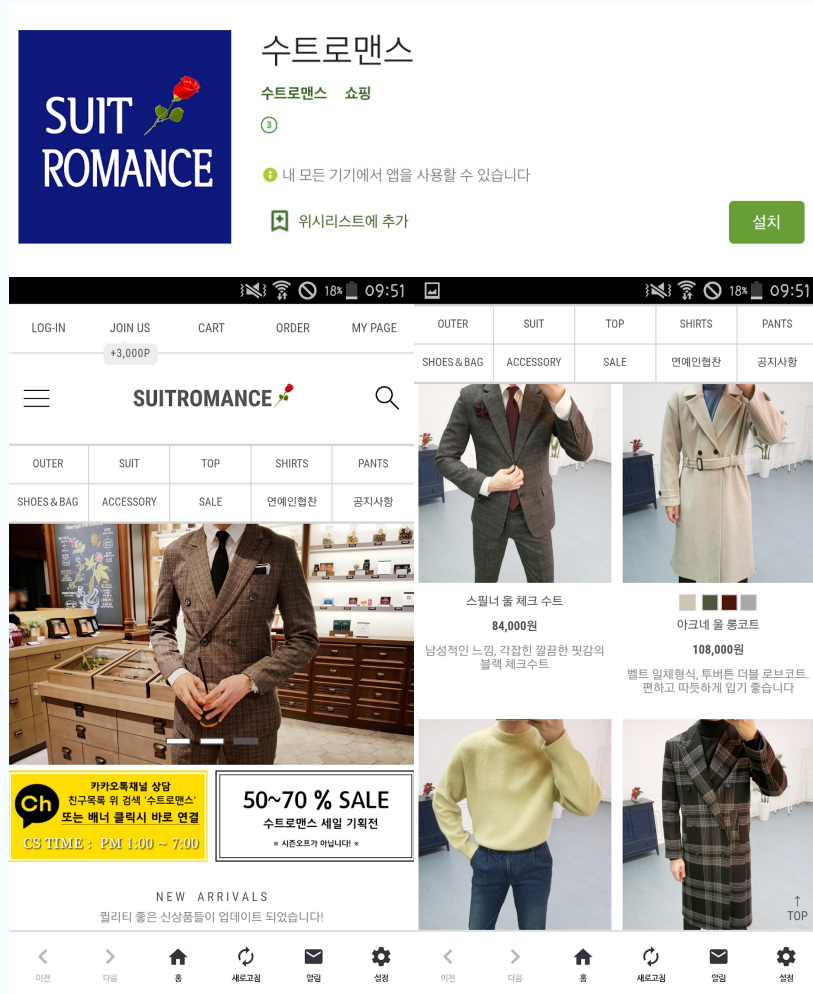 SUIT
ROMANCE
수트로맨스
수트로맨스 쇼핑
3
내 모든 기기에서 앱을 사용할 수 있습니다
위시리스트에 추가
설치
18% 09:51
LOG-IN JOIN US CART ORDER MY PAGE
+3,000P
SUITROMANCE
OUTER SUIT TOP SHIRTS PANTS
SHOES & BAG ACCESSORY SALE 연예인협찬 공지사항
Ch
카카오톡채널 상담
친구목록 위 검색 '수트로맨스'
또는 배너 클릭시 바로 연결
CS TIME : PM 1:00 ~ 7:00
50~70 % SALE
수트로맨스 세일 기획전
※ 시즌오프가 아닙니다! ※
NEW ARRIVALS
퀄리티 좋은 신상품들이 업데이트 되었습니다!
이전 다음 홈 새로고침 알림 설정
18% 09:51
OUTER SUIT TOP SHIRTS PANTS
SHOES & BAG ACCESSORY SALE 연예인협찬 공지사항
스필너 울 체크 수트
84,000원
남성적인 느낌, 각잡힌 깔끔한 핏감의
블랙 체크수트
아크네 울 롱코트
108,000원
벨트 일체형식, 투버튼 더블 로브코트.
편하고 따듯하게 입기 좋습니다
↑
TOP
이전 다음 홈 새로고침 알림 설정